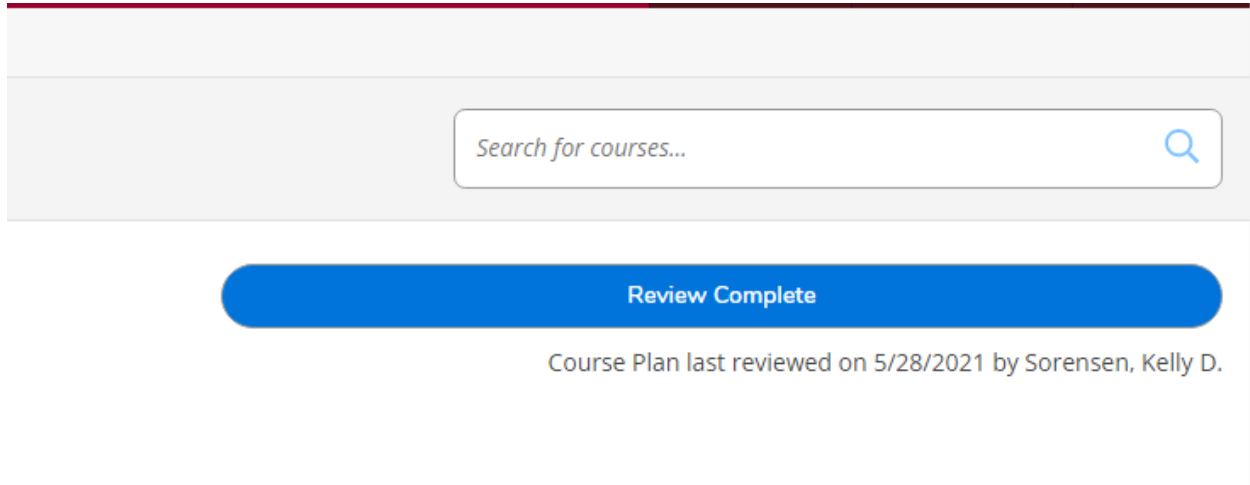 Search for courses...
Review Complete
Course Plan last reviewed on 5/28/2021 by Sorensen, Kelly D.